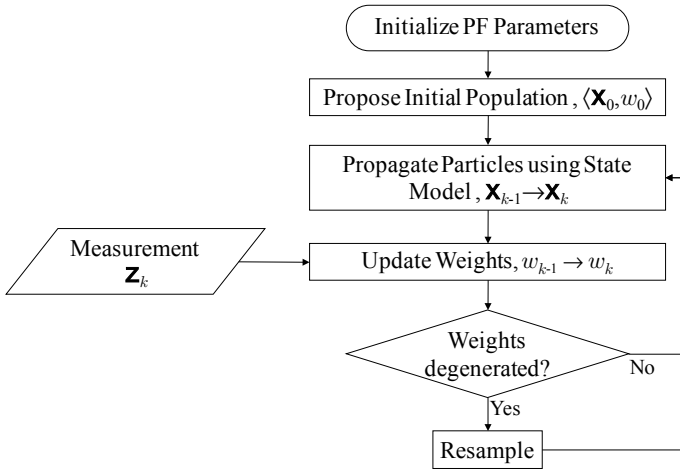 Initialize PF Parameters
Propose Initial Population , ⟨X₀,w₀⟩
Propagate Particles using State
Model , Xₖ₋₁→Xₖ
Measurement
Zₖ
Update Weights, wₖ₋₁ → wₖ
Weights
degenerated?
No
Yes
Resample